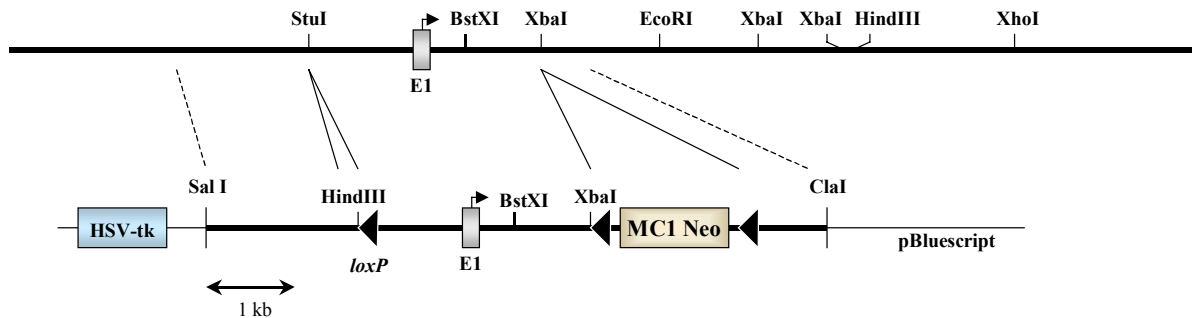 StuI BstXI XbaI EcoRI XbaI XbaI HindIII XhoI
E1
Sal I HindIII BstXI XbaI ClaI
HSV-tk MC1 Neo pBluescript
loxP E1
1 kb